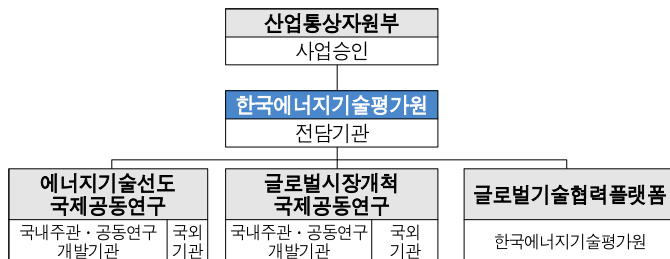 산업통상자원부
사업승인
한국에너지기술평가원
전담기관
에너지기술선도
국제공동연구
국내주관·공동연구
개발기관
국외
기관
글로벌시장개척
국제공동연구
국내주관·공동연구
개발기관
국외
기관
글로벌기술협력플랫폼
한국에너지기술평가원